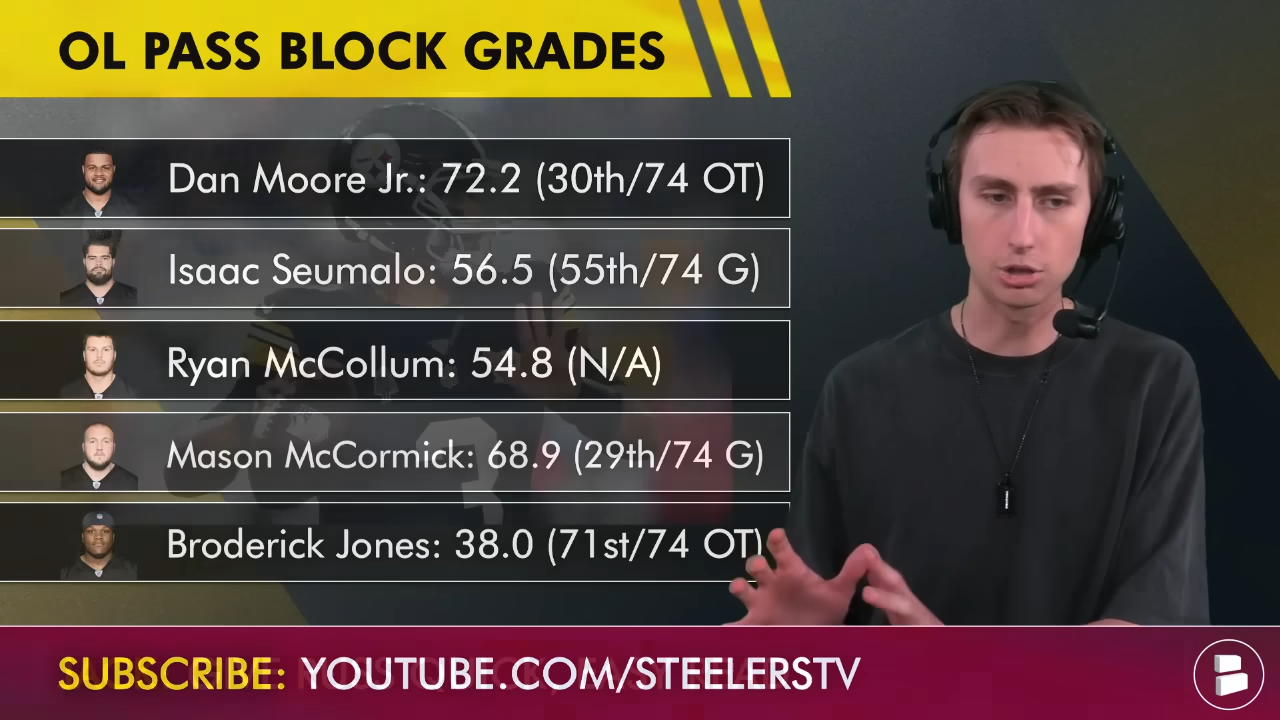 OL PASS BLOCK GRADES
Dan Moore Jr.: 72.2 (30th/74 OT)
Isaac Seumalo: 56.5 (55th/74 G)
Ryan McCollum: 54.8 (N/A)
Mason McCormick: 68.9 (29th/74 G)
Broderick Jones: 38.0 (71st/74 OT)
SUBSCRIBE: YOUTUBE.COM/STEELERSTV